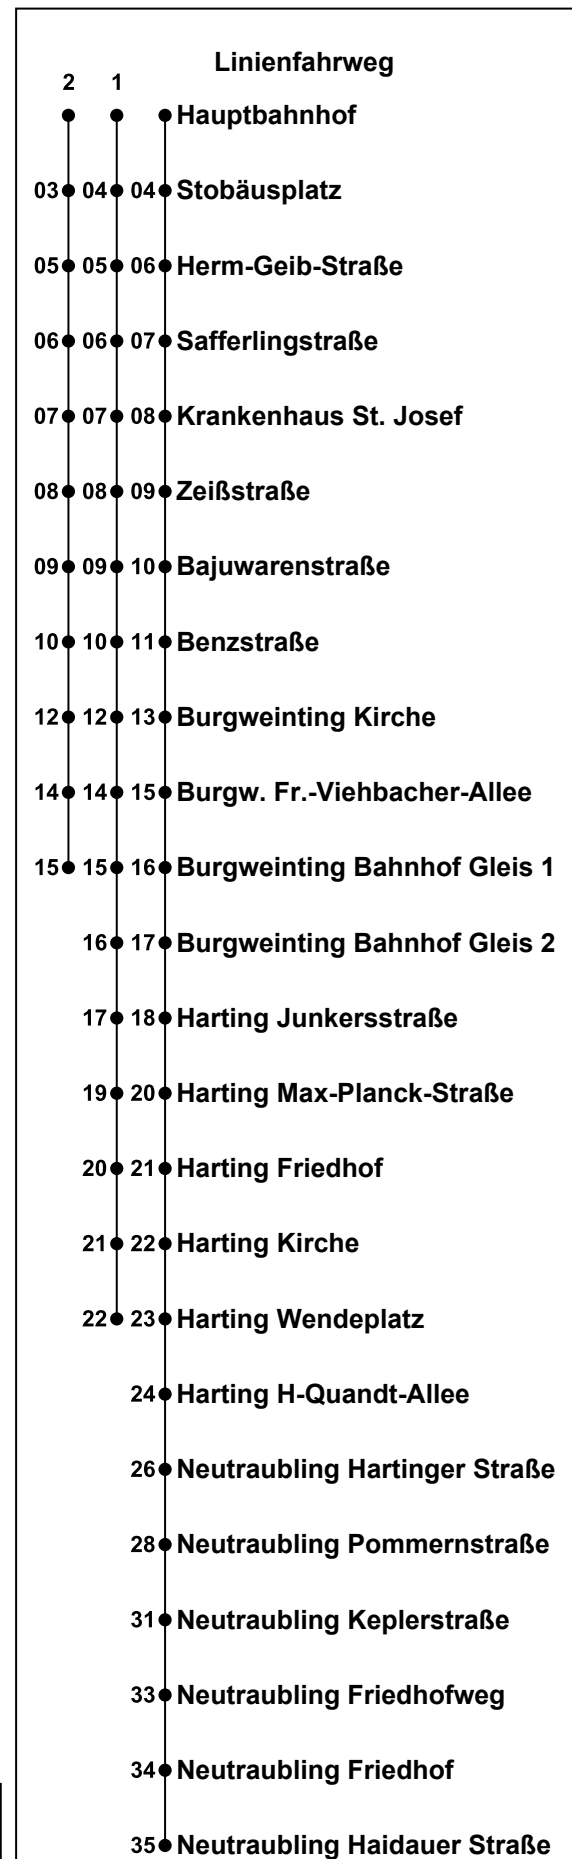 Linienfahrweg
2 1
Hauptbahnhof
03 04 04 Stobäusplatz
05 05 06 Herm-Geib-Straße
06 06 07 Safferlingstraße
07 07 08 Krankenhaus St. Josef
08 08 09 Zeißstraße
09 09 10 Bajuwarenstraße
10 10 11 Benzstraße
12 12 13 Burgweinting Kirche
14 14 15 Burgw. Fr.-Viehbacher-Allee
15 15 16 Burgweinting Bahnhof Gleis 1
16 17 Burgweinting Bahnhof Gleis 2
17 18 Harting Junkersstraße
19 20 Harting Max-Planck-Straße
20 21 Harting Friedhof
21 22 Harting Kirche
22 23 Harting Wendeplatz
24 Harting H-Quandt-Allee
26 Neutraubling Hartinger Straße
28 Neutraubling Pommernstraße
31 Neutraubling Keplerstraße
33 Neutraubling Friedhofweg
34 Neutraubling Friedhof
35 Neutraubling Haidauer Straße